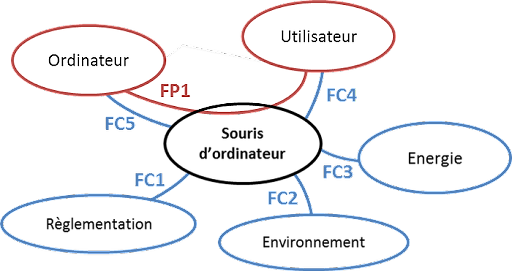 Utilisateur
Ordinateur
FP1
FC4
FC5
Souris
d'ordinateur
Energie
FC3
FC1
FC2
Règlementation
Environnement